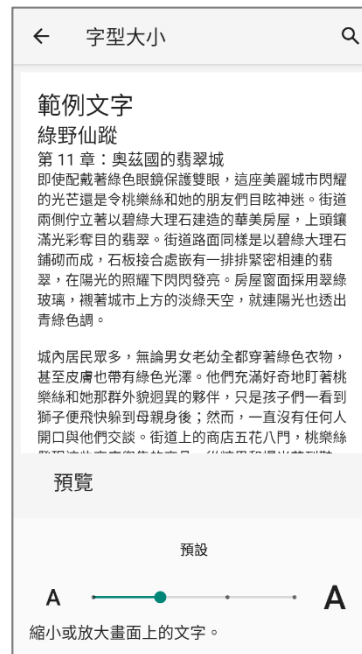 字型大小
範例文字
綠野仙蹤
第 11 章：奧茲國的翡翠城
即使配戴著綠色眼鏡保護雙眼，這座美麗城市閃耀
的光芒還是令桃樂絲和她的朋友們目眩神迷。街道
兩側佇立著以碧綠大理石建造的華美房屋，上頭鑲
滿光彩奪目的翡翠。街道路面同樣是以碧綠大理石
鋪砌而成，石板接合處嵌有一排排緊密相連的翡
翠，在陽光的照耀下閃閃發亮。房屋窗面採用翠綠
玻璃，襯著城市上方的淡綠天空，就連陽光也透出
青綠色調。
城內居民眾多，無論男女老幼全都穿著綠色衣物，
甚至皮膚也帶有綠色光澤。他們充滿好奇地盯著桃
樂絲和她那群外貌迥異的夥伴，只是孩子們一看到
獅子便飛快躲到母親身後；然而，一直沒有任何人
開口與他們交談。街道上的商店五花八門，桃樂絲
預覽
預設
A A
縮小或放大畫面上的文字。